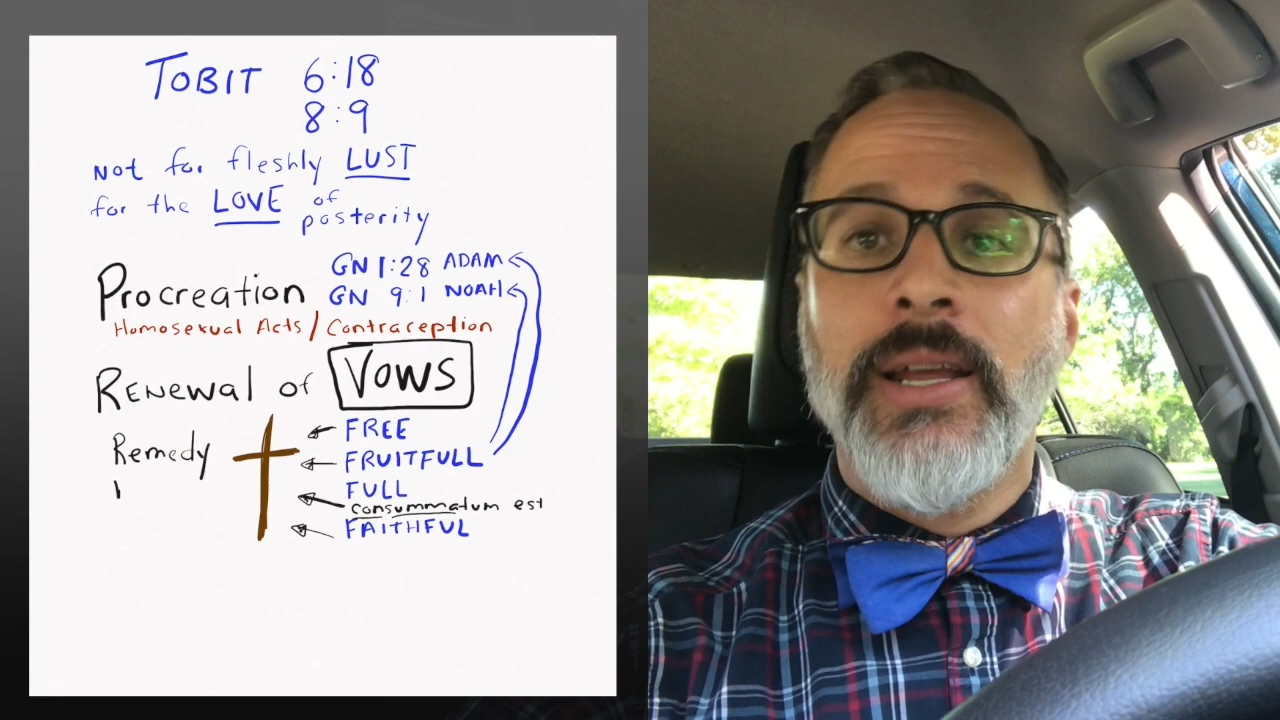 TOBIT 6:18
8:9
Not for fleshly LUST
for the LOVE of
posterity
Procreation GN 1:28 ADAM
GN 9:1 NOAH
Homosexual Acts / Contraception
RENEWAL of VOWS
Remedy FREE
FRUITFULL
FULL
consummatum est
FAITHFUL